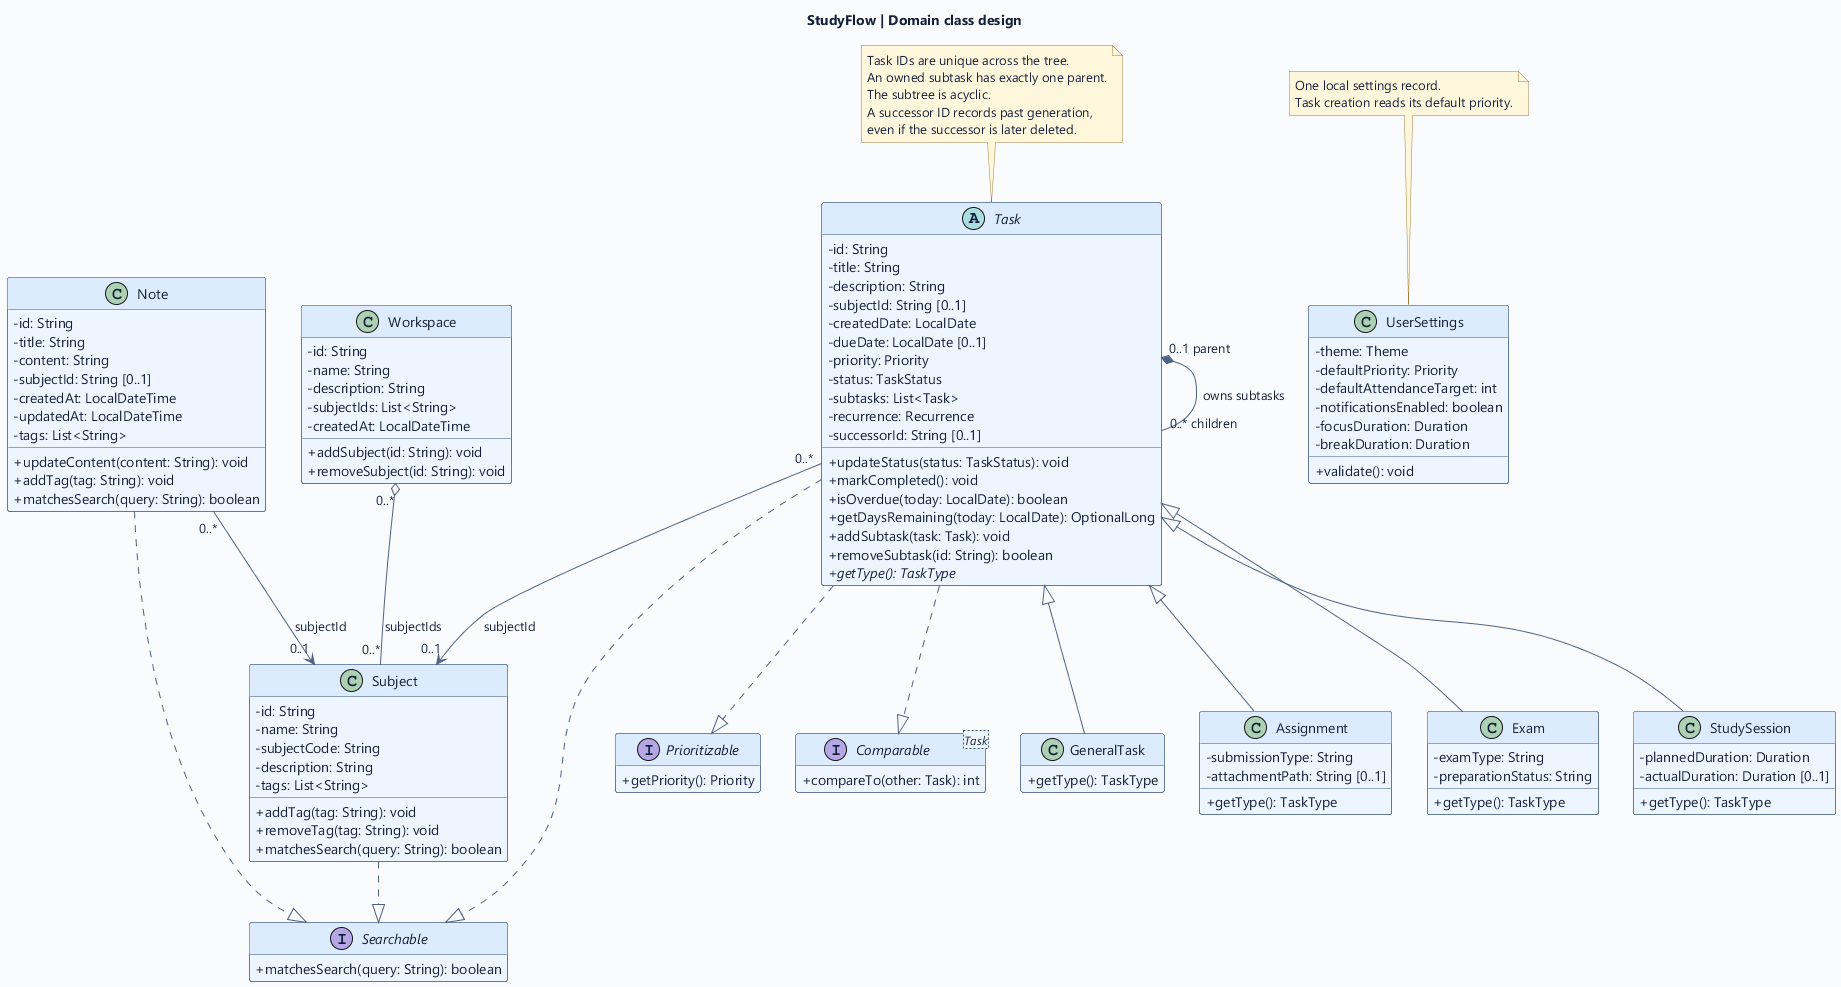 StudyFlow | Domain class design
Task IDs are unique across the tree.
An owned subtask has exactly one parent.
The subtree is acyclic.
A successor ID records past generation,
even if the successor is later deleted.
One local settings record.
Task creation reads its default priority.
A Task
-id: String
-title: String
-description: String
-subjectId: String [0..1]
-createdDate: LocalDate
-dueDate: LocalDate [0..1]
-priority: Priority
-status: TaskStatus
-subtasks: List<Task>
-recurrence: Recurrence
-successorId: String [0..1]
+updateStatus(status: TaskStatus): void
+markCompleted(): void
+isOverdue(today: LocalDate): boolean
+getDaysRemaining(today: LocalDate): OptionalLong
+addSubtask(task: Task): void
+removeSubtask(id: String): boolean
+getType(): TaskType
0..1 parent
owns subtasks
0..* children
C Note
-id: String
-title: String
-content: String
-subjectId: String [0..1]
-createdAt: LocalDateTime
-updatedAt: LocalDateTime
-tags: List<String>
+updateContent(content: String): void
+addTag(tag: String): void
+matchesSearch(query: String): boolean
C Workspace
-id: String
-name: String
-description: String
-subjectIds: List<String>
-createdAt: LocalDateTime
+addSubject(id: String): void
+removeSubject(id: String): void
C UserSettings
-theme: Theme
-defaultPriority: Priority
-defaultAttendanceTarget: int
-notificationsEnabled: boolean
-focusDuration: Duration
-breakDuration: Duration
+validate(): void
0..*
0..*
0..*
subjectId
subjectIds
subjectId
0..1
0..*
0..1
C Subject
-id: String
-name: String
-subjectCode: String
-description: String
-tags: List<String>
+addTag(tag: String): void
+removeTag(tag: String): void
+matchesSearch(query: String): boolean
I Prioritizable
+getPriority(): Priority
I Comparable
Task
+compareTo(other: Task): int
C GeneralTask
+getType(): TaskType
C Assignment
-submissionType: String
-attachmentPath: String [0..1]
+getType(): TaskType
C Exam
-examType: String
-preparationStatus: String
+getType(): TaskType
C StudySession
-plannedDuration: Duration
-actualDuration: Duration [0..1]
+getType(): TaskType
I Searchable
+matchesSearch(query: String): boolean